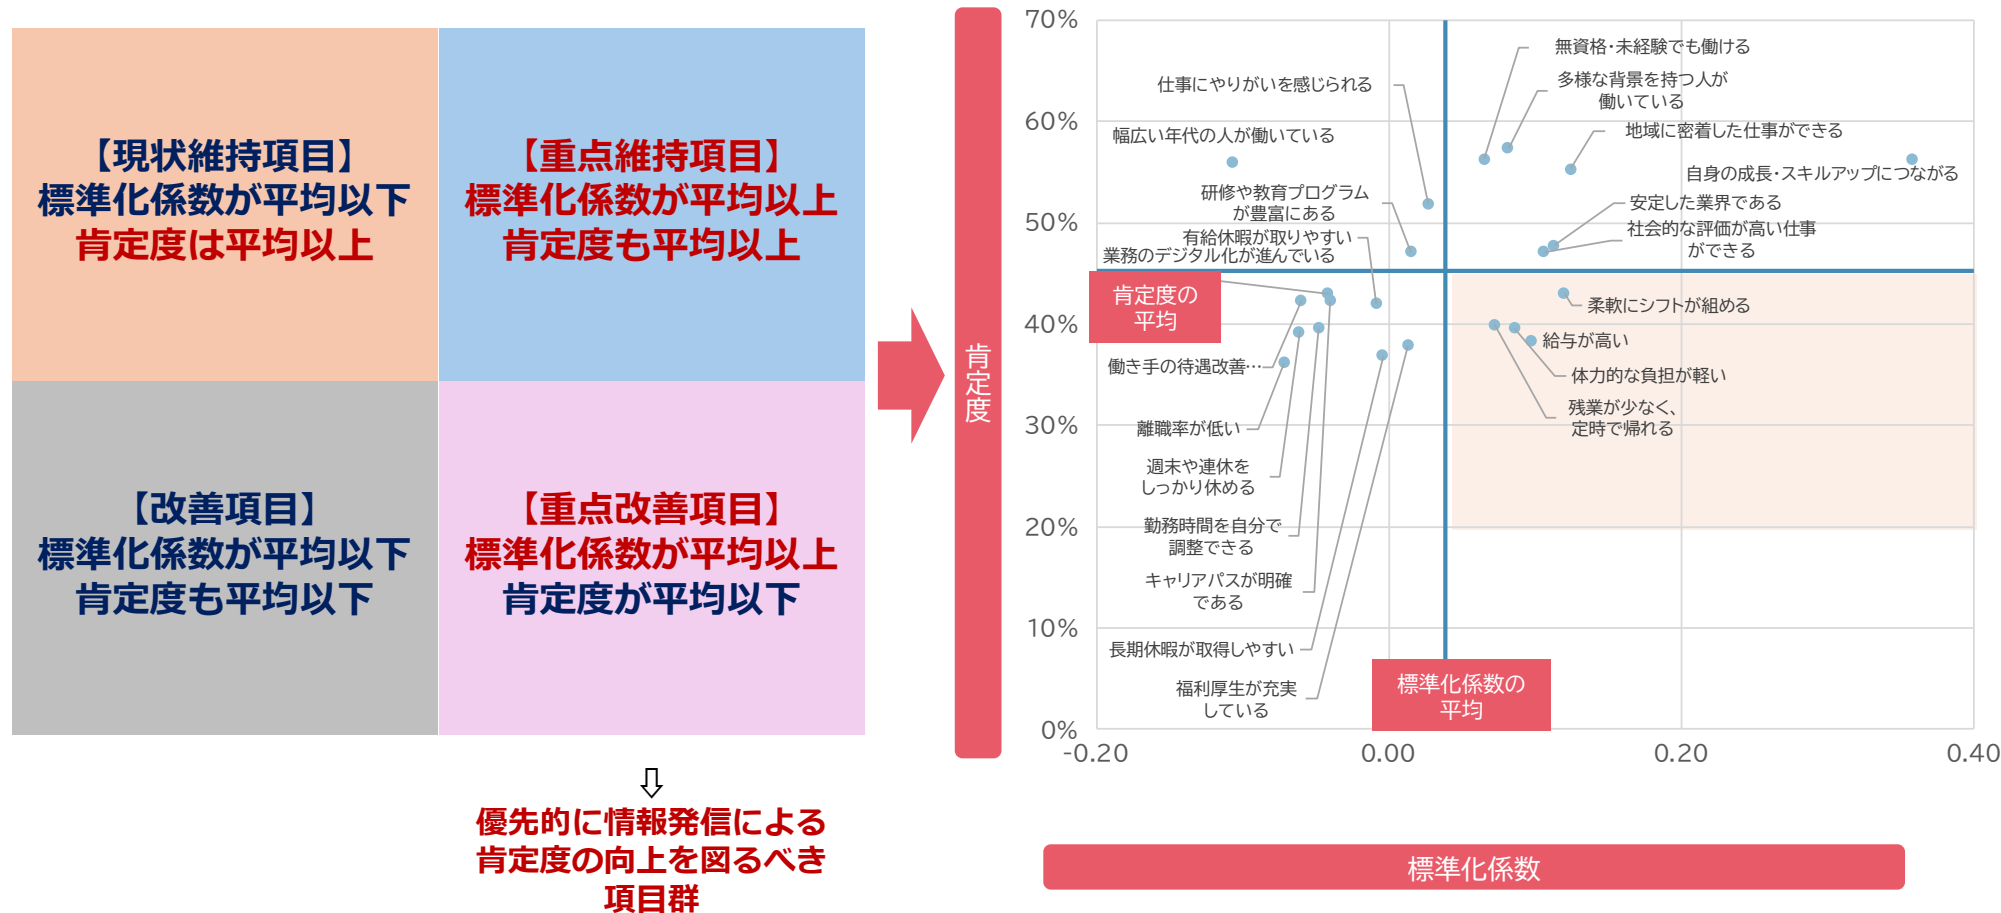 【現状維持項目】
標準化係数が平均以下
肯定度は平均以上
【重点維持項目】
標準化係数が平均以上
肯定度も平均以上
【改善項目】
標準化係数が平均以下
肯定度も平均以下
【重点改善項目】
標準化係数が平均以上
肯定度が平均以下
⇩
優先的に情報発信による
肯定度の向上を図るべき
項目群
肯定度
70%
60%
50%
40%
30%
20%
10%
0%
-0.20
0.00
0.20
0.40
無資格・未経験でも働ける
仕事にやりがいを感じられる
多様な背景を持つ人が
働いている
幅広い年代の人が働いている
地域に密着した仕事ができる
自身の成長・スキルアップにつながる
研修や教育プログラム
が豊富にある
安定した業界である
有給休暇が取りやすい
社会的な評価が高い仕事
ができる
業務のデジタル化が進んでいる
肯定度の
平均
柔軟にシフトが組める
給与が高い
働き手の待遇改善…
体力的な負担が軽い
残業が少なく、
定時で帰れる
離職率が低い
週末や連休を
しっかり休める
勤務時間を自分で
調整できる
キャリアパスが明確
である
長期休暇が取得しやすい
福利厚生が充実
している
標準化係数の
平均
標準化係数